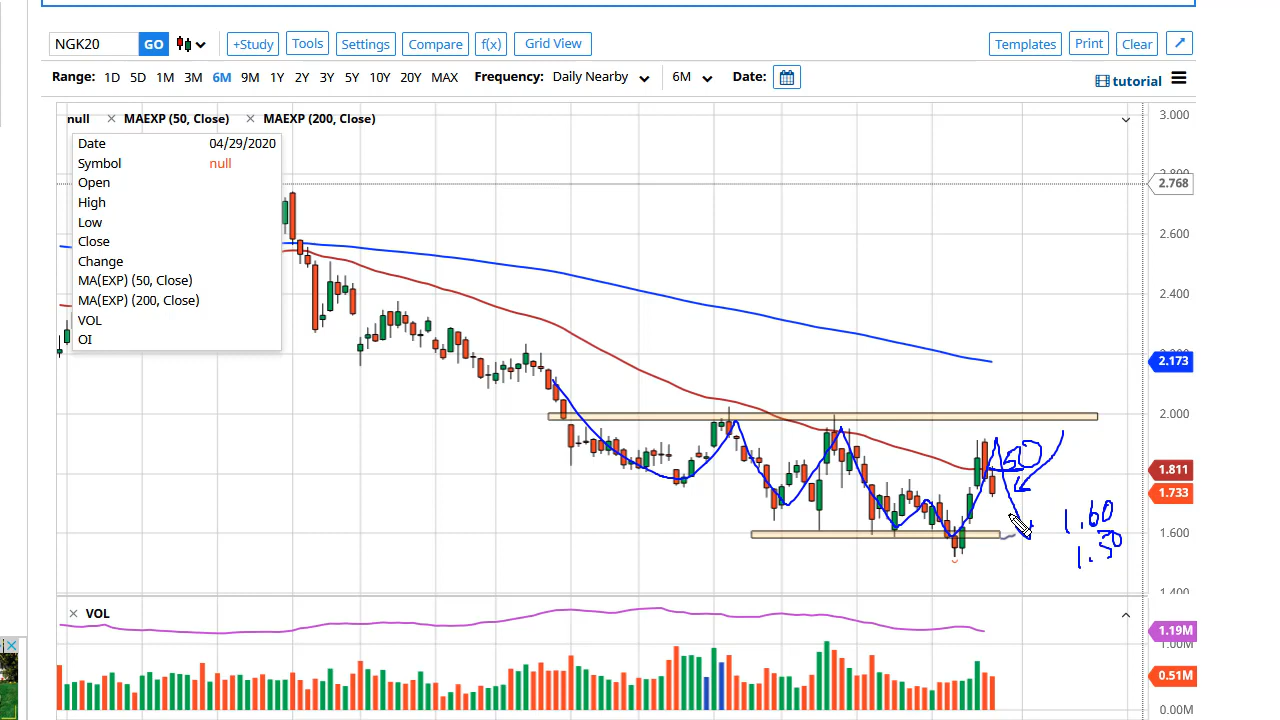 NGK20 GO +Study Tools Settings Compare f(x) Grid View Templates Print Clear
Range: 1D 5D 1M 3M 6M 9M 1Y 2Y 3Y 5Y 10Y 20Y MAX Frequency: Daily Nearby 6M Date: tutorial
null × MAEXP (50, Close) × MAEXP (200, Close)
Date 04/29/2020
Symbol null
Open
High
Low
Close
Change
MA(EXP) (50, Close)
MA(EXP) (200, Close)
VOL
OI
3.000
2.768
2.600
2.400
2.173
2.000
1.811
1.733
1.600
1.400
50
1.60
1.50
× VOL
1.19M
1.00M
0.51M
0.00M